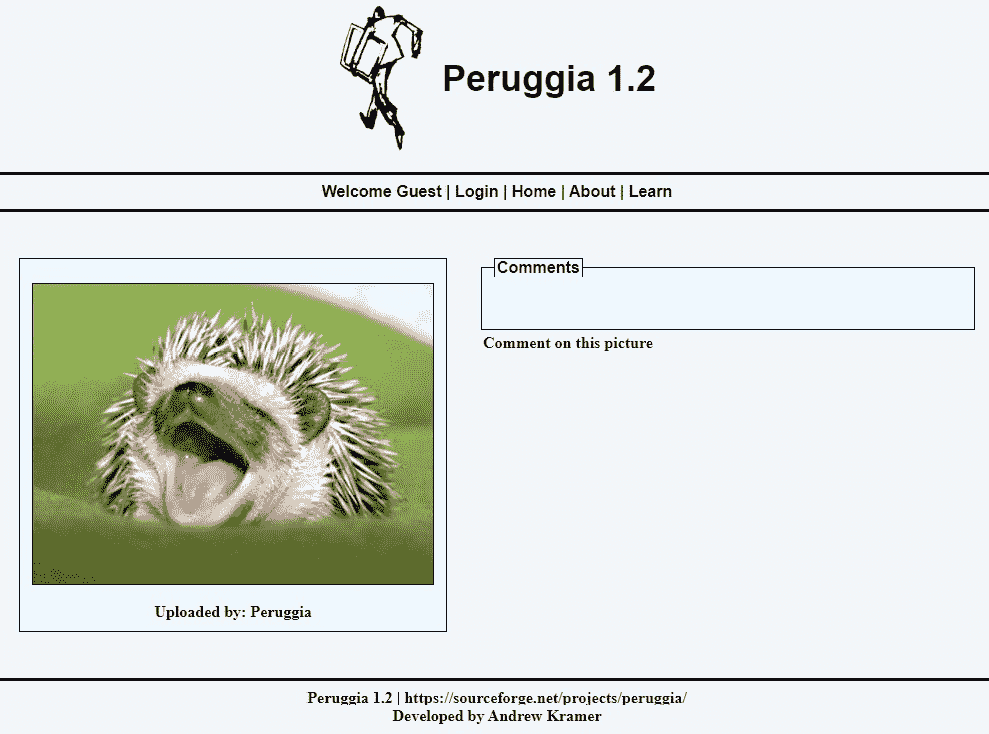 Peruggia 1.2
Welcome Guest | Login | Home | About | Learn
Comments
Comment on this picture
Uploaded by: Peruggia
Peruggia 1.2 | https://sourceforge.net/projects/peruggia/
Developed by Andrew Kramer